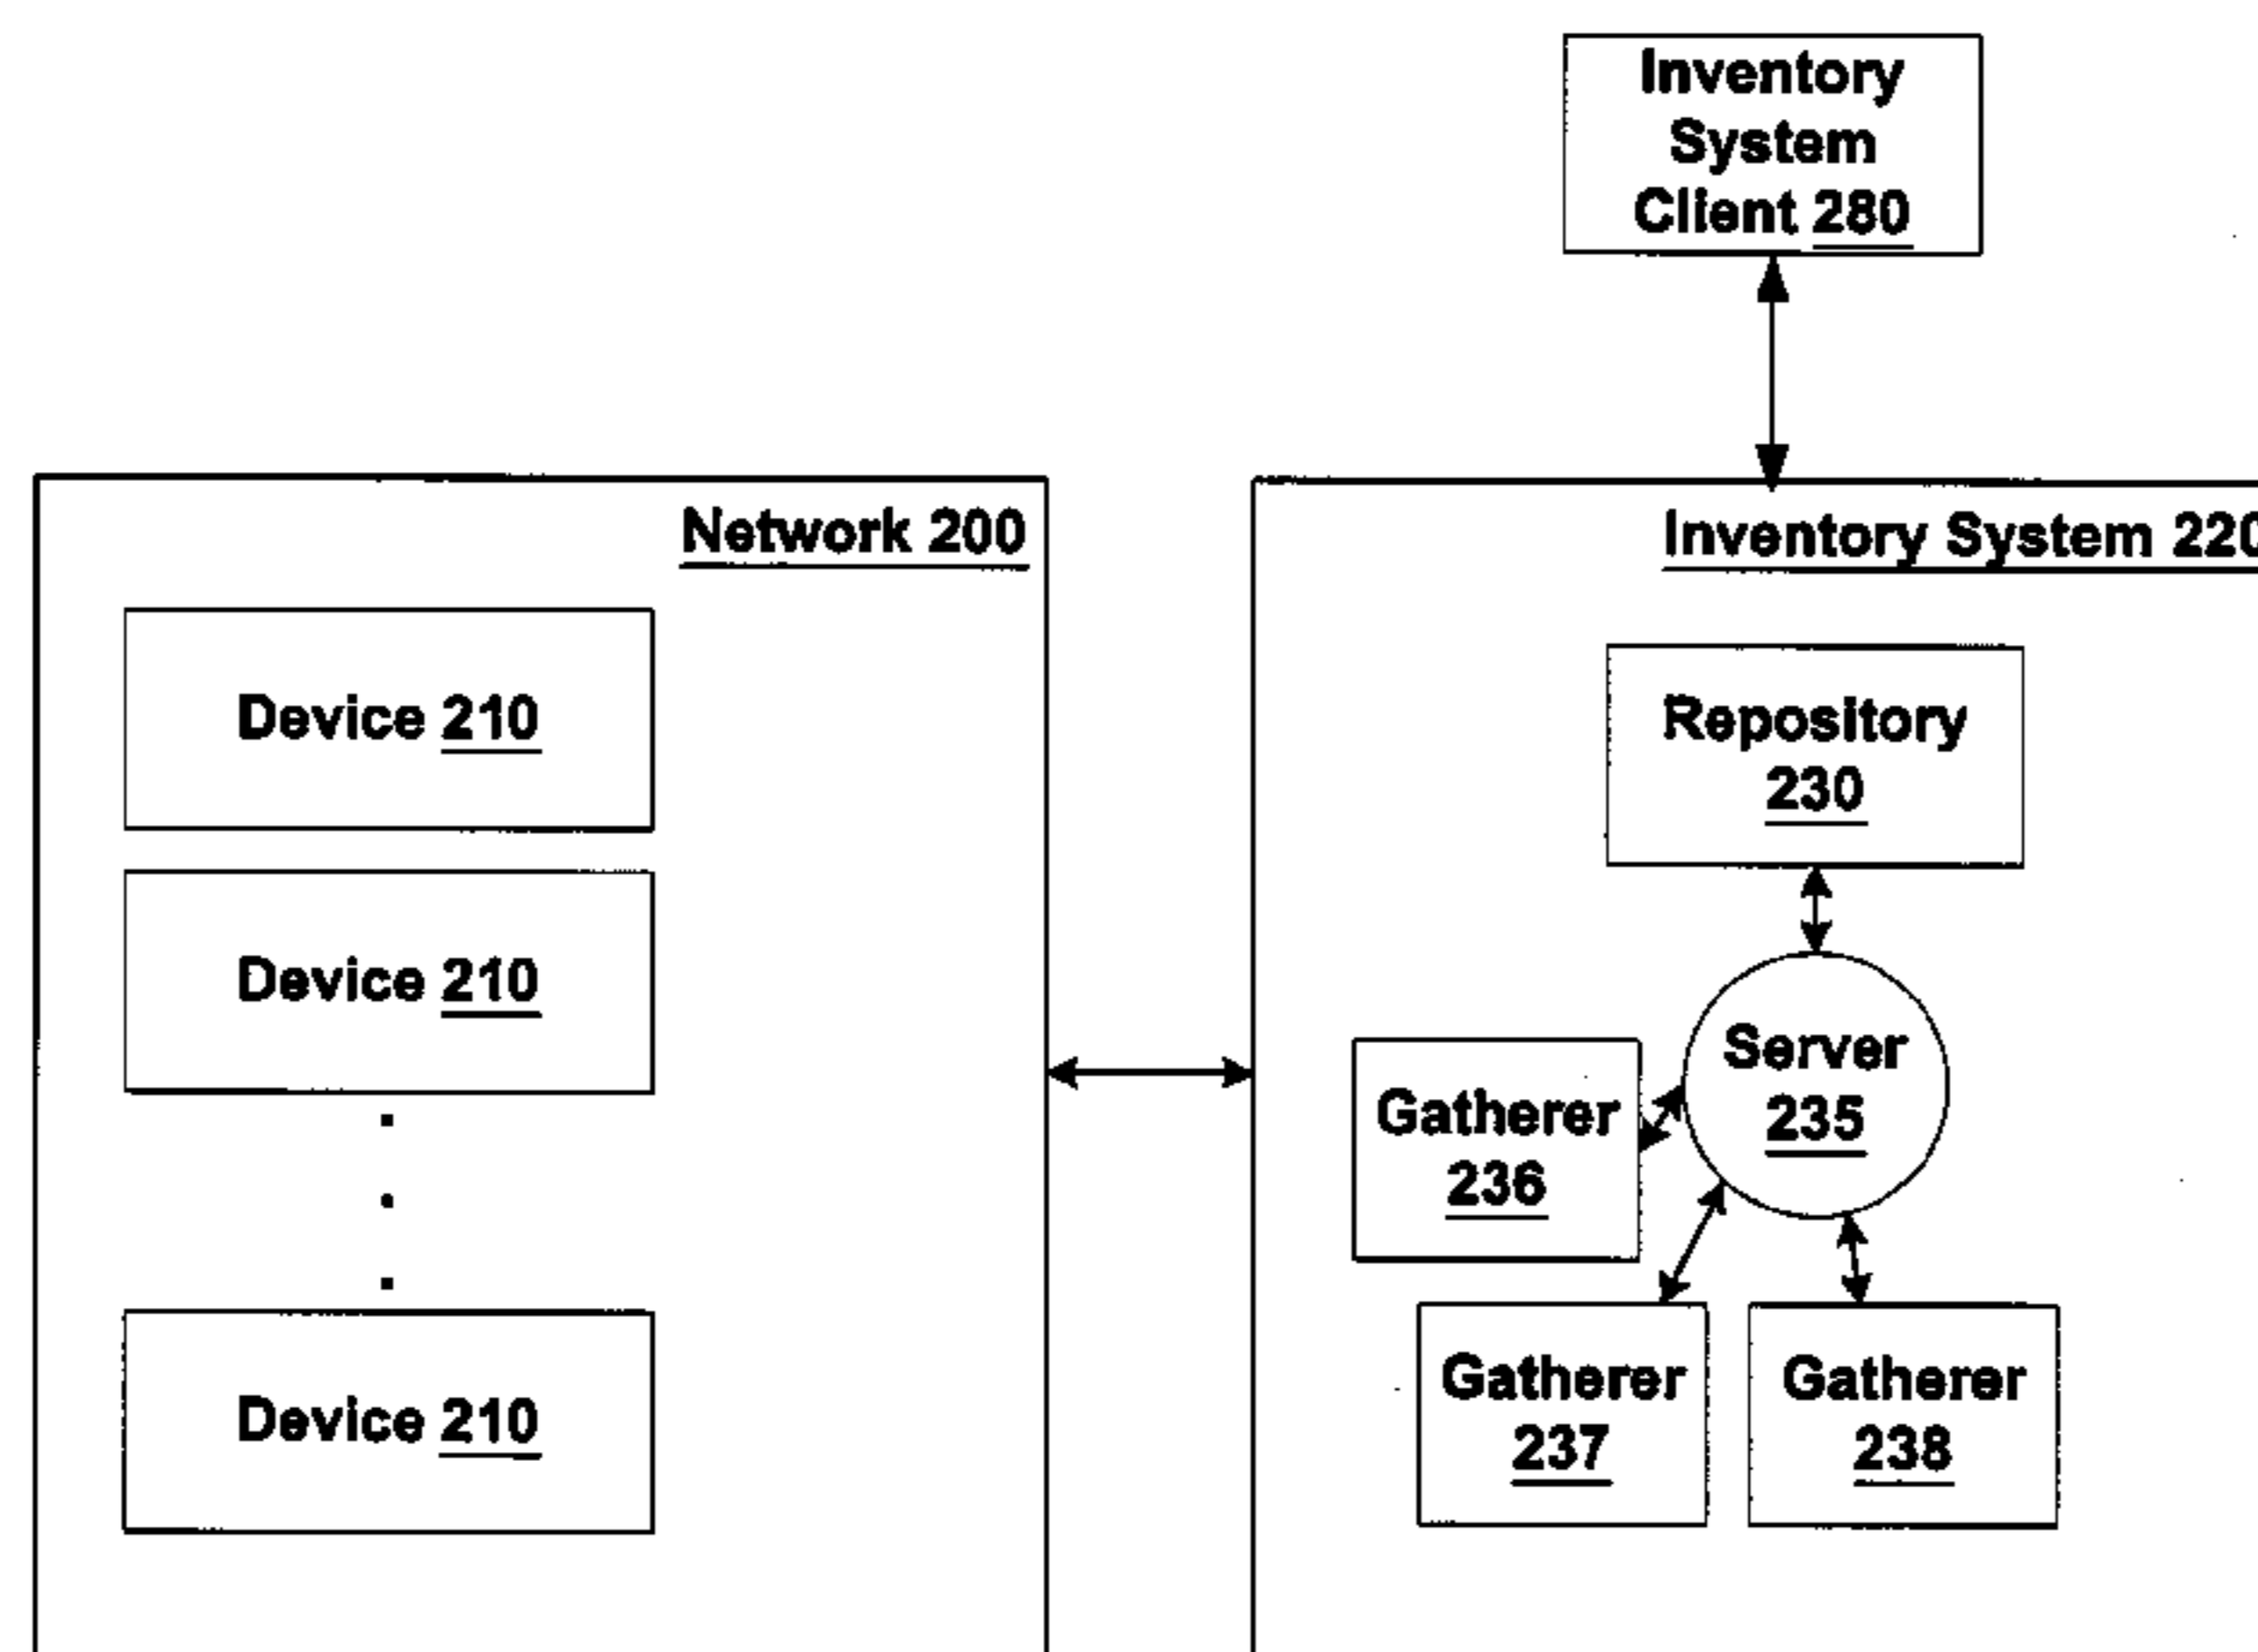 Inventory
System
Client 280
Network 200
Device 210
Device 210
Device 210
Inventory System 220
Repository
230
Server
235
Gatherer
236
Gatherer
237
Gatherer
238